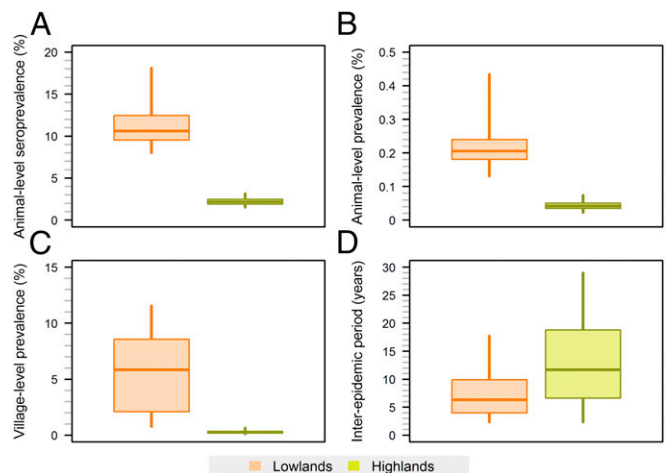 A
Animal-level seroprevalence (%)
20
15
10
5
0
B
Animal-level prevalence (%)
0.5
0.4
0.3
0.2
0.1
0
C
Village-level prevalence (%)
15
10
5
0
D
Inter-epidemic period (years)
30
25
20
15
10
5
0
Lowlands Highlands